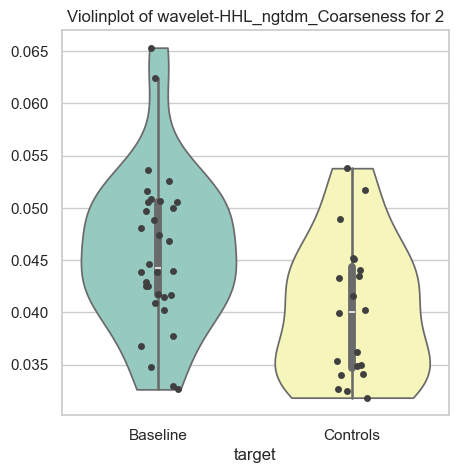 Violinplot of wavelet-HHL_ngtdm_Coarseness for 2
0.065
0.060
0.055
0.050
0.045
0.040
0.035
Baseline
Controls
target